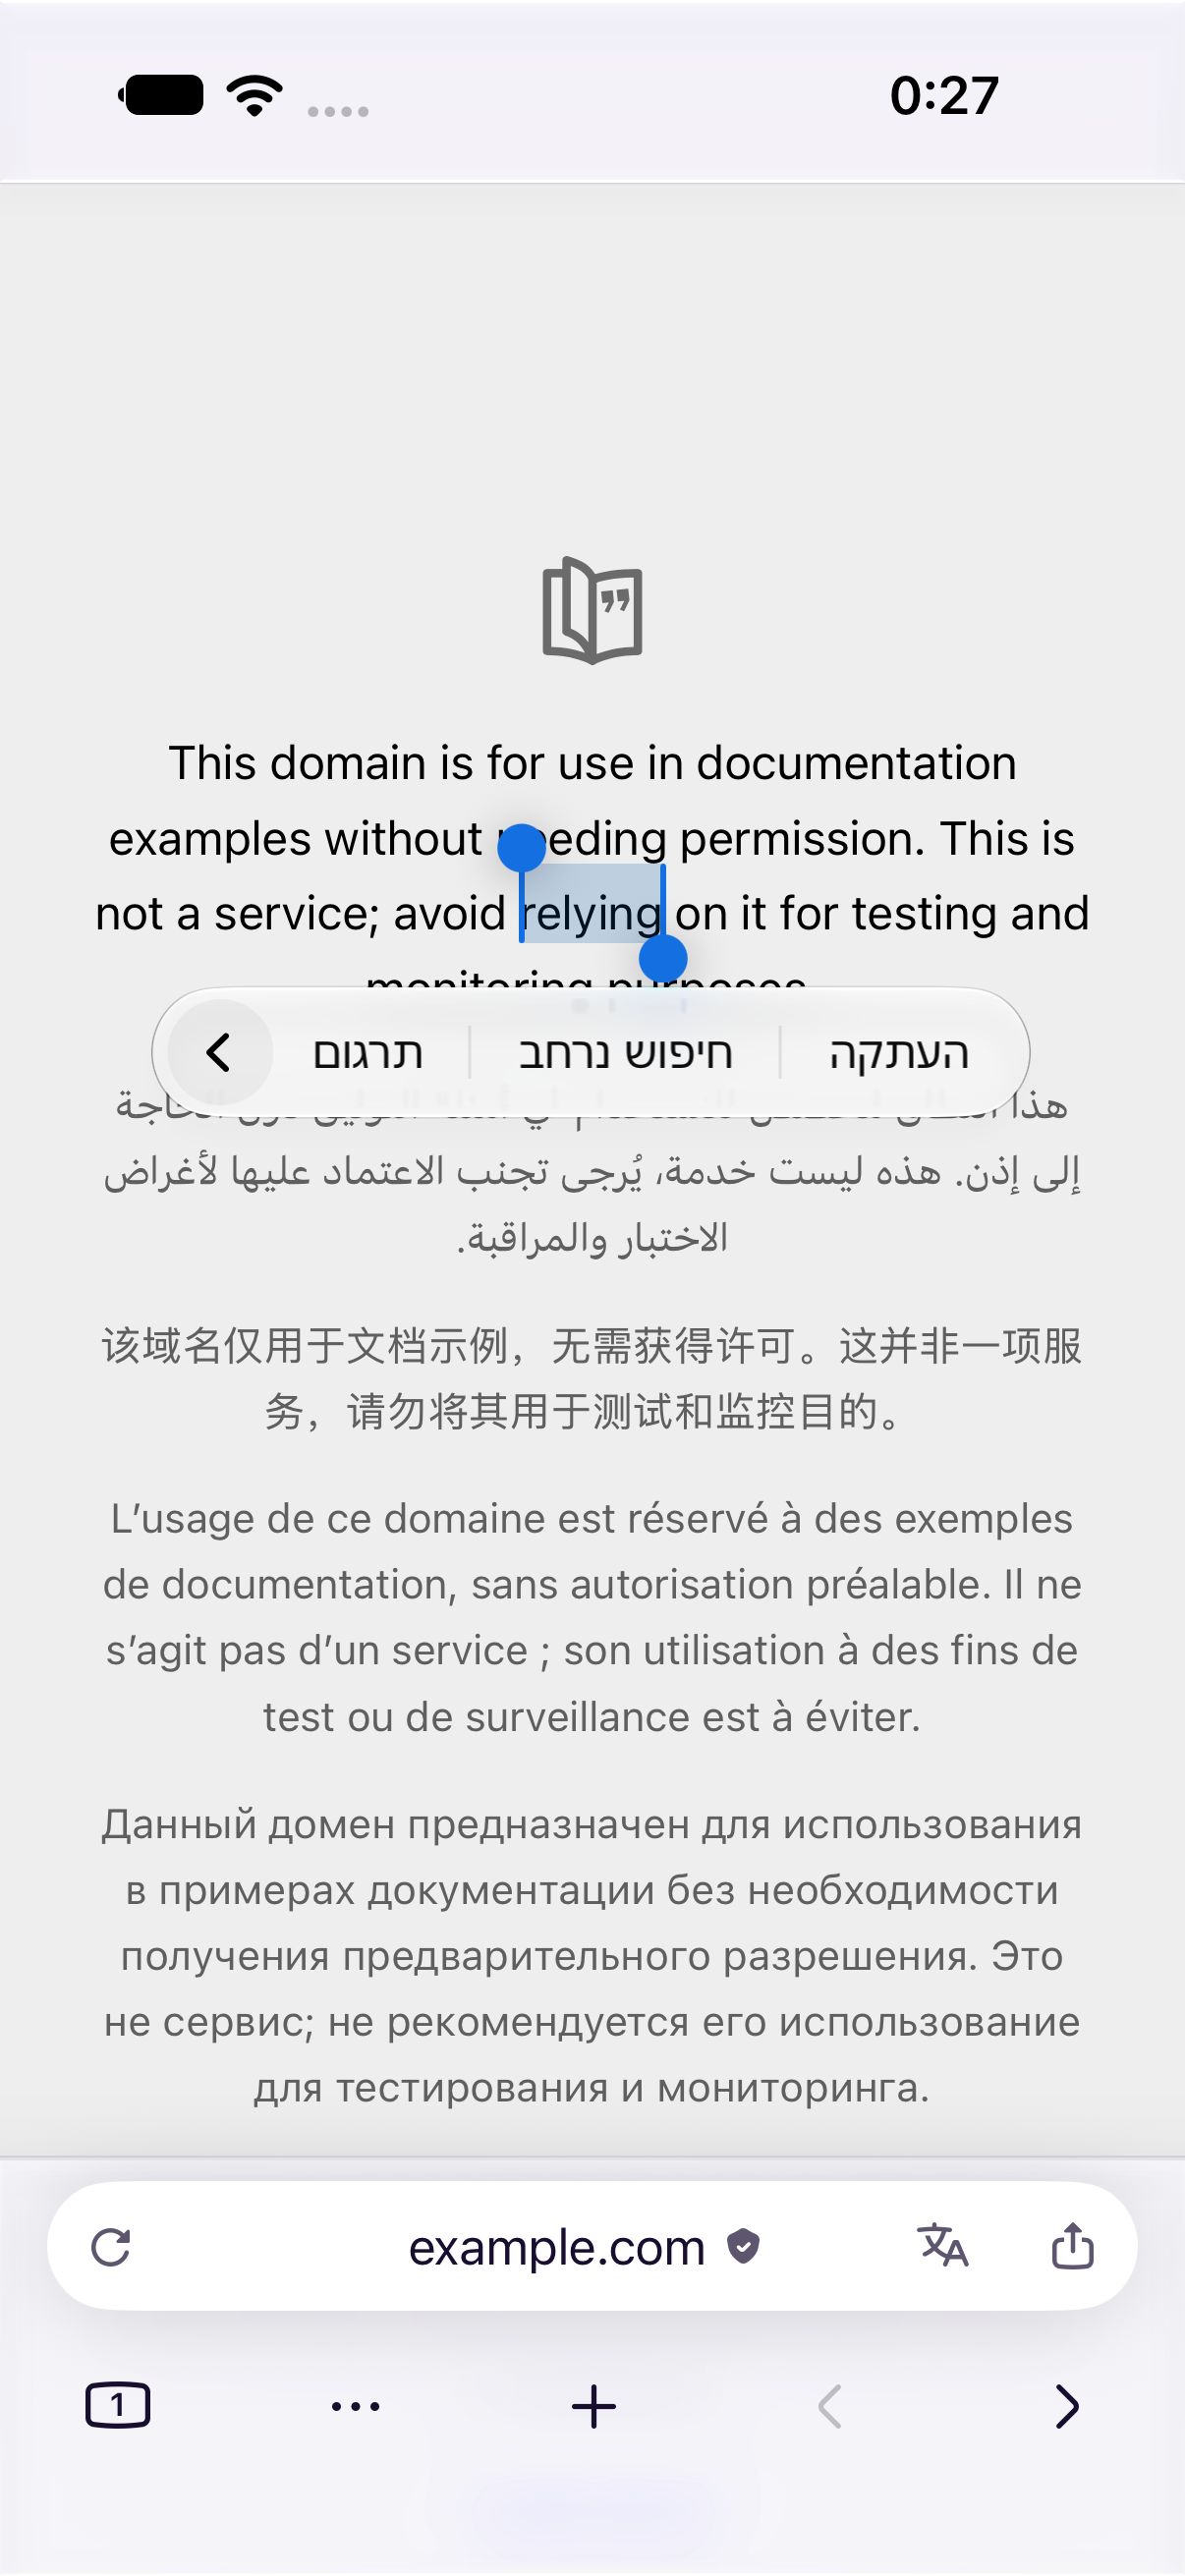 0:27
This domain is for use in documentation
examples without needing permission. This is
not a service; avoid relying on it for testing and
monitoring purposes
העתקה
חיפוש נרחב
תרגום
هذا الحاجة
إلى إذن. هذه ليست خدمة، يُرجى تجنب الاعتماد عليها لأغراض
الاختبار والمراقبة.
该域名仅用于文档示例，无需获得许可。这并非一项服
务，请勿将其用于测试和监控目的。
L’usage de ce domaine est réservé à des exemples
de documentation, sans autorisation préalable. Il ne
s’agit pas d’un service ; son utilisation à des fins de
test ou de surveillance est à éviter.
Данный домен предназначен для использования
в примерах документации без необходимости
получения предварительного разрешения. Это
не сервис; не рекомендуется его использование
для тестирования и мониторинга.
example.com
1